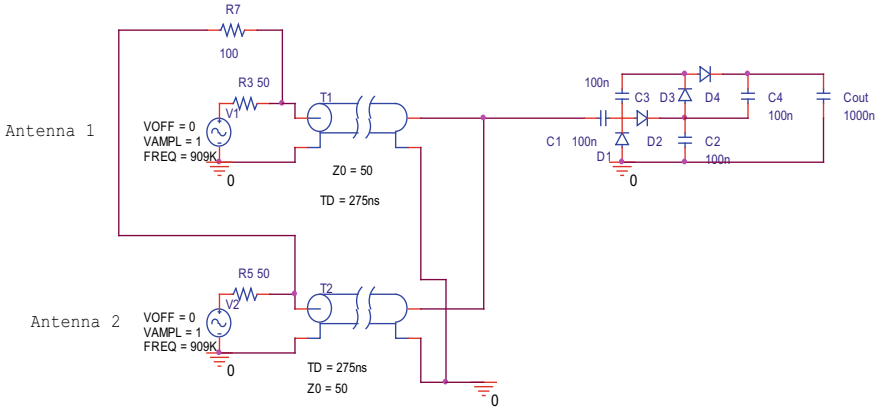 R7
100
R3 50
V1
Antenna 1
VOFF = 0
VAMPL = 1
FREQ = 909K
0
T1
Z0 = 50
TD = 275ns
100n
C3
D3
D4
C4
100n
Cout
1000n
C1
100n
D1
D2
C2
100n
0
R5 50
V2
Antenna 2
VOFF = 0
VAMPL = 1
FREQ = 909K
0
T2
TD = 275ns
Z0 = 50
0